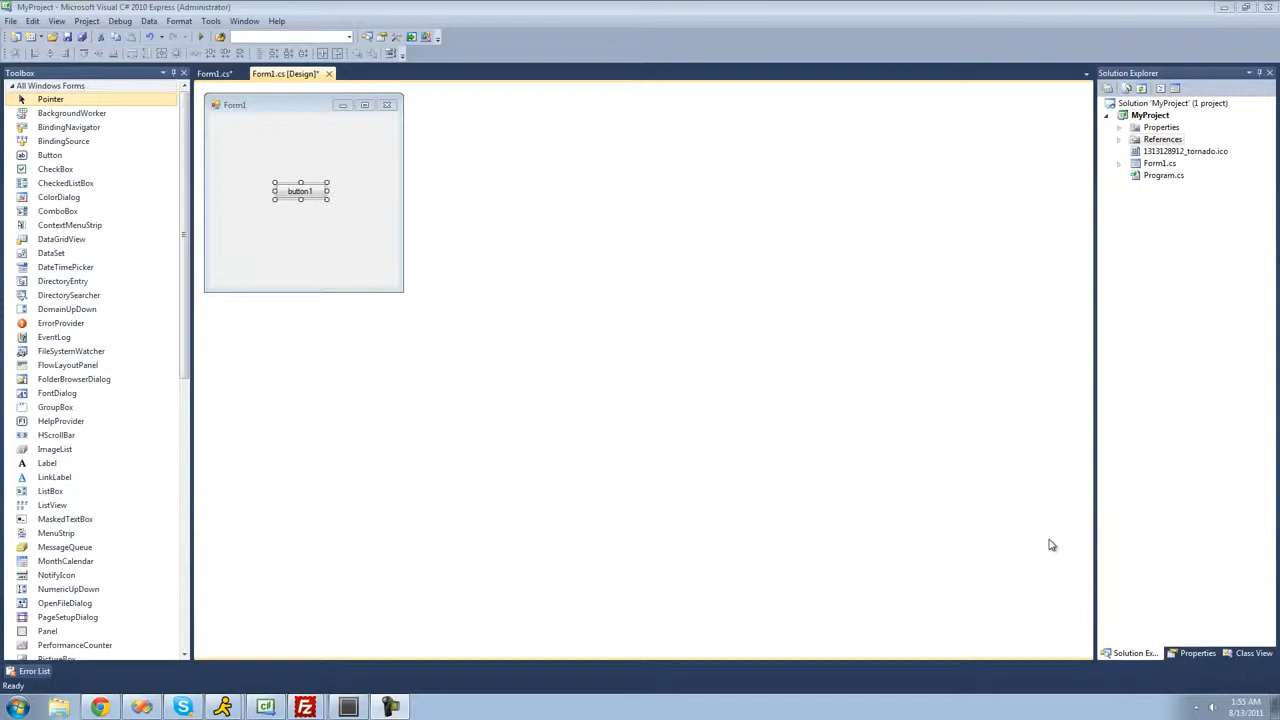 MyProject - Microsoft Visual C# 2010 Express (Administrator)
File Edit View Project Debug Data Format Tools Window Help
Toolbox
Form1.cs*
Form1.cs [Design]*
Solution Explorer
All Windows Forms
Pointer
BackgroundWorker
BindingNavigator
BindingSource
Button
CheckBox
CheckedListBox
ColorDialog
ComboBox
ContextMenuStrip
DataGridView
DataSet
DateTimePicker
DirectoryEntry
DirectorySearcher
DomainUpDown
ErrorProvider
EventLog
FileSystemWatcher
FlowLayoutPanel
FolderBrowserDialog
FontDialog
GroupBox
HelpProvider
HScrollBar
ImageList
Label
LinkLabel
ListBox
ListView
MaskedTextBox
MenuStrip
MessageQueue
MonthCalendar
NotifyIcon
NumericUpDown
OpenFileDialog
PageSetupDialog
Panel
PerformanceCounter
PictureBox
Form1
button1
Solution 'MyProject' (1 project)
MyProject
Properties
References
1313128912_tornado.ico
Form1.cs
Program.cs
Solution Ex...
Properties
Class View
Error List
Ready
1:55 AM
8/13/2011